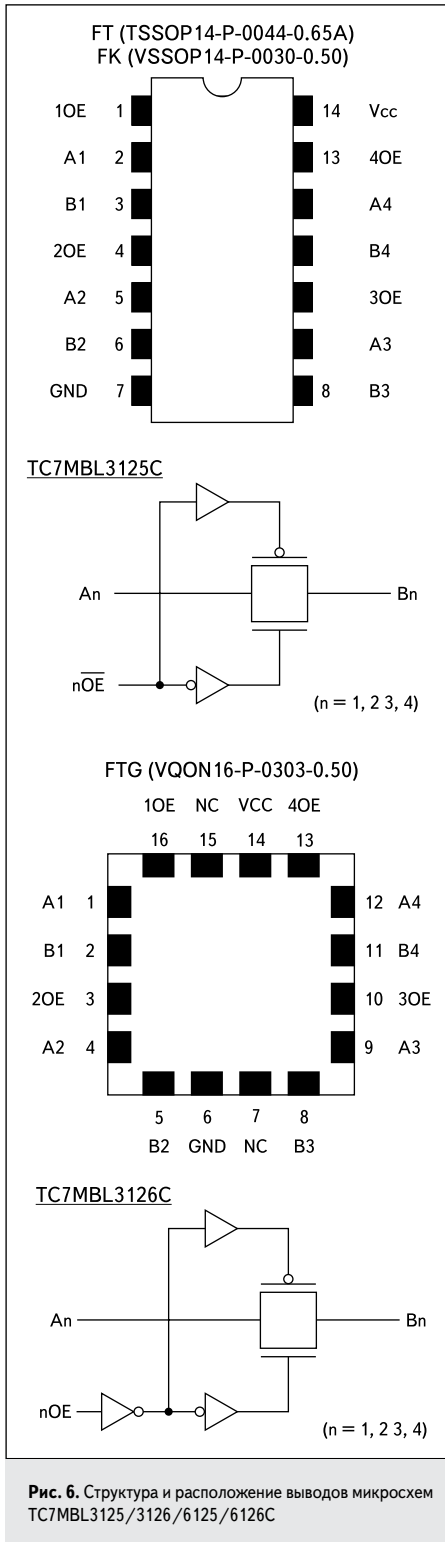 FT (TSSOP14-P-0044-0.65A)
FK (VSSOP14-P-0030-0.50)
1OE 1 14 Vcc
A1 2 13 4OE
B1 3 A4
2OE 4 B4
A2 5 3OE
B2 6 A3
GND 7 8 B3
TC7MBL3125C
An Bn
nO̅E̅
(n = 1, 2 3, 4)
FTG (VQON16-P-0303-0.50)
1OE NC VCC 4OE
16 15 14 13
A1 1 12 A4
B1 2 11 B4
2OE 3 10 3OE
A2 4 9 A3
5 6 7 8
B2 GND NC B3
TC7MBL3126C
An Bn
nOE
(n = 1, 2 3, 4)
Рис. 6. Структура и расположение выводов микросхем
TC7MBL3125/3126/6125/6126C